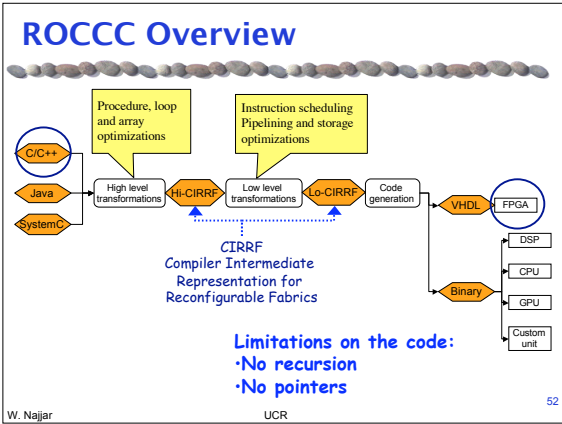 ROCCC Overview
Procedure, loop
and array
optimizations
Instruction scheduling
Pipelining and storage
optimizations
C/C++
Java
SystemC
High level
transformations
Hi-CIRRF
Low level
transformations
Lo-CIRRF
Code
generation
VHDL
FPGA
DSP
CPU
Binary
GPU
Custom
unit
CIRRF
Compiler Intermediate
Representation for
Reconfigurable Fabrics
Limitations on the code:
•No recursion
•No pointers
W. Najjar
UCR
52